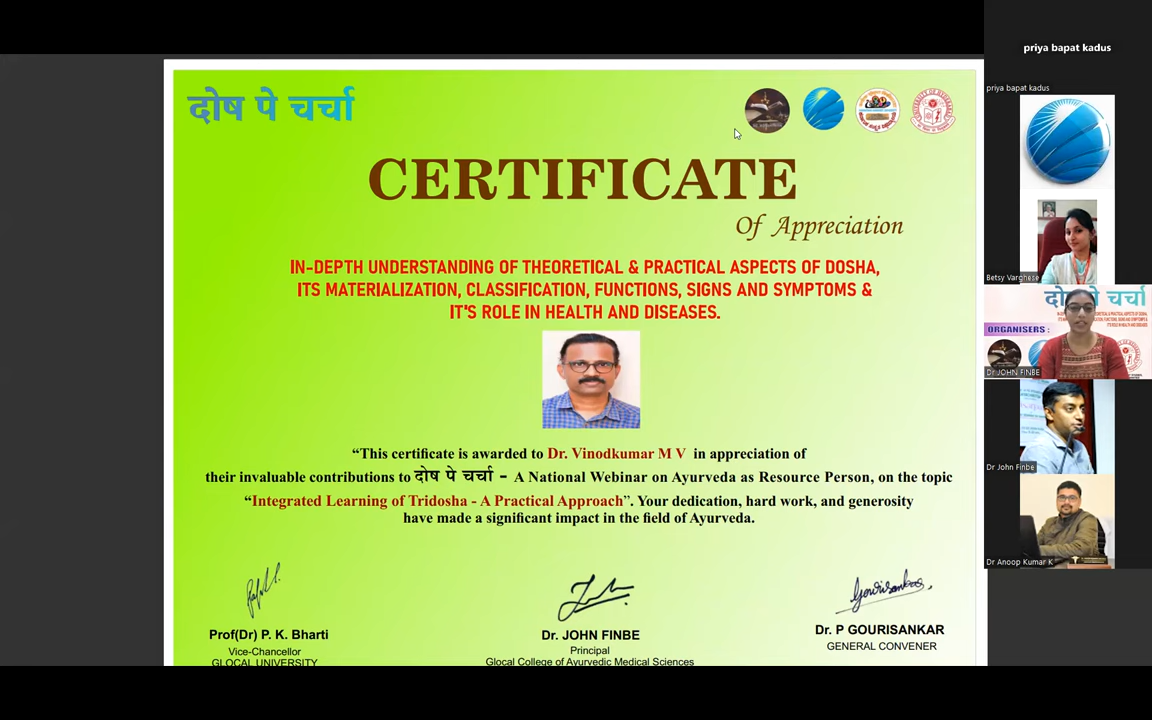 दोष पे चर्चा
CERTIFICATE
Of Appreciation
IN-DEPTH UNDERSTANDING OF THEORETICAL & PRACTICAL ASPECTS OF DOSHA,
ITS MATERIALIZATION, CLASSIFICATION, FUNCTIONS, SIGNS AND SYMPTOMS &
IT'S ROLE IN HEALTH AND DISEASES.
“This certificate is awarded to Dr. Vinodkumar M V in appreciation of
their invaluable contributions to दोष पे चर्चा - A National Webinar on Ayurveda as Resource Person, on the topic
“Integrated Learning of Tridosha - A Practical Approach”. Your dedication, hard work, and generosity
have made a significant impact in the field of Ayurveda.
Prof(Dr) P. K. Bharti
Vice-Chancellor
GLOCAL UNIVERSITY
Dr. JOHN FINBE
Principal
Glocal College of Ayurvedic Medical Sciences
Dr. P GOURISANKAR
GENERAL CONVENER
priya bapat kadus
priya bapat kadus
Betsy Varghese
ORGANISERS :
Dr JOHN FINBE
Dr John Finbe
Dr Anoop Kumar K